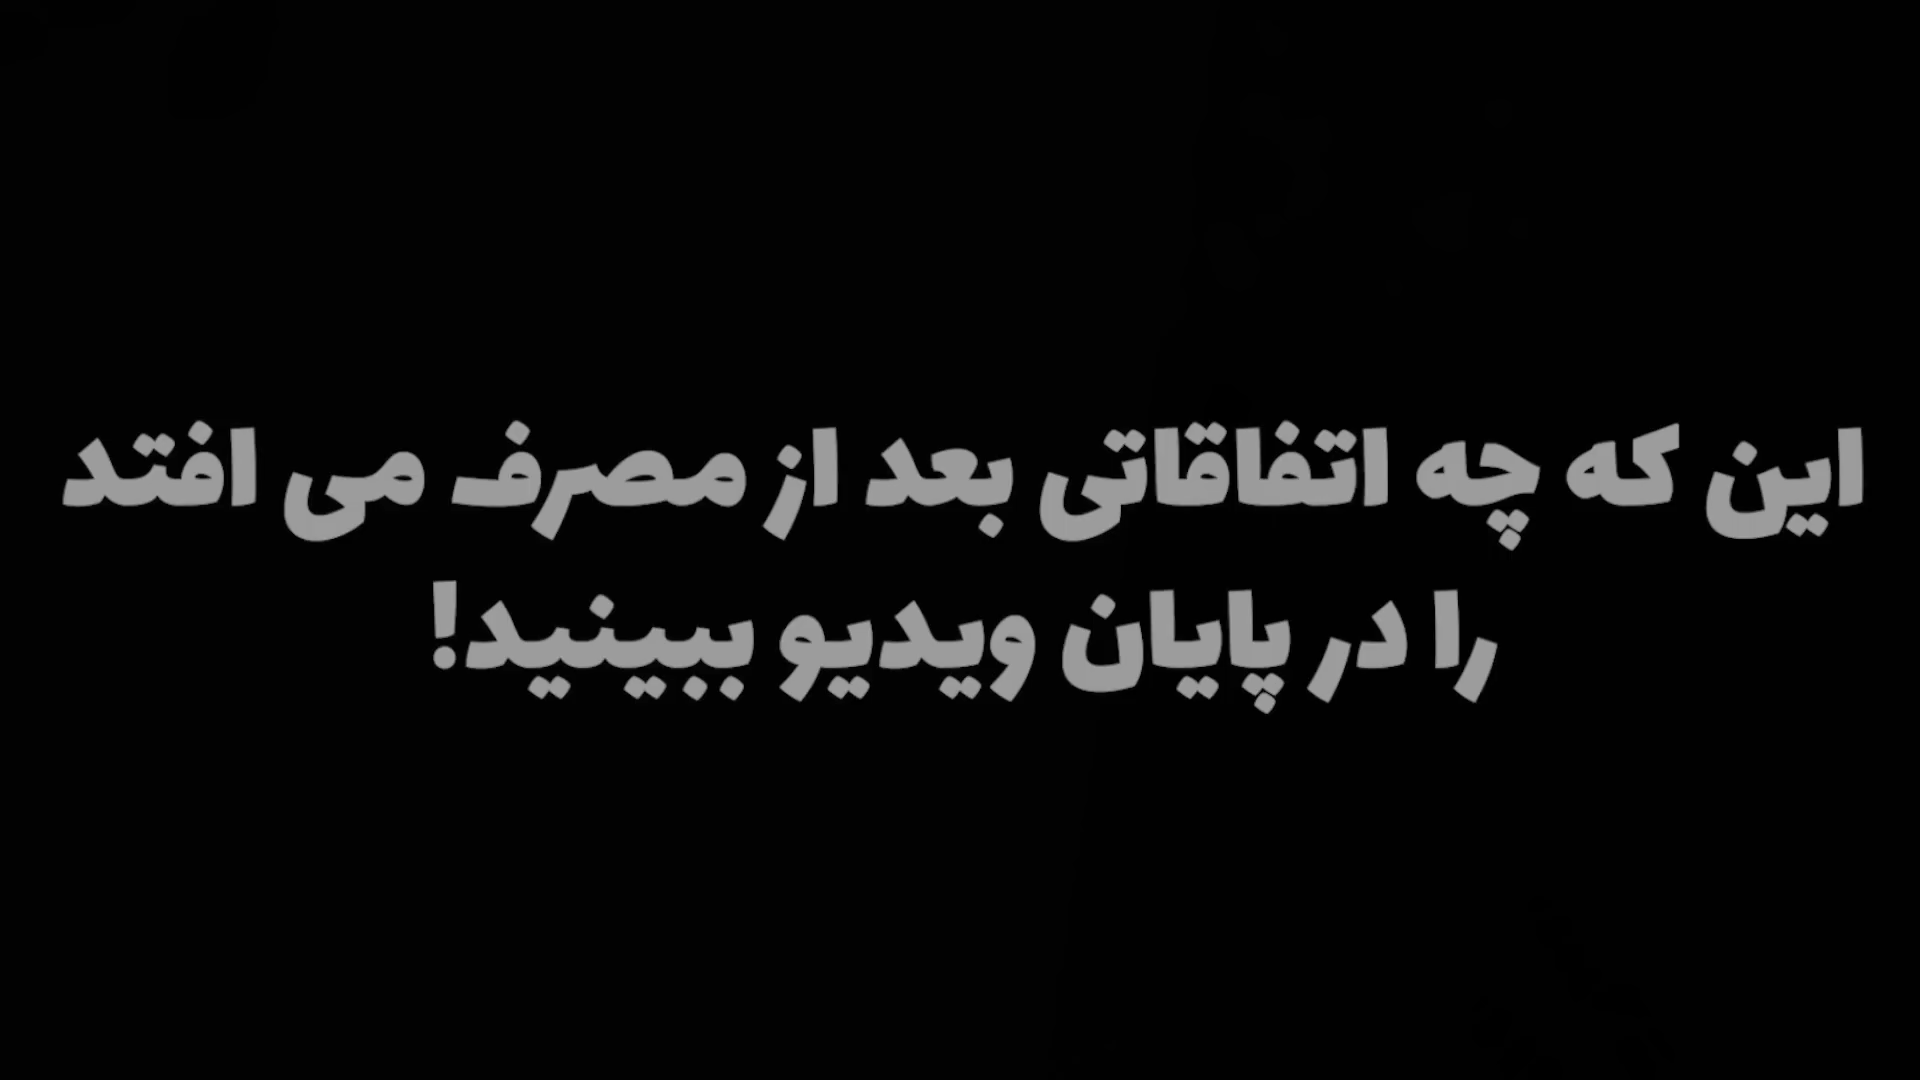 این که چه اتفاقاتی بعد از مصرف می افتد
را در پایان ویدیو ببینید!